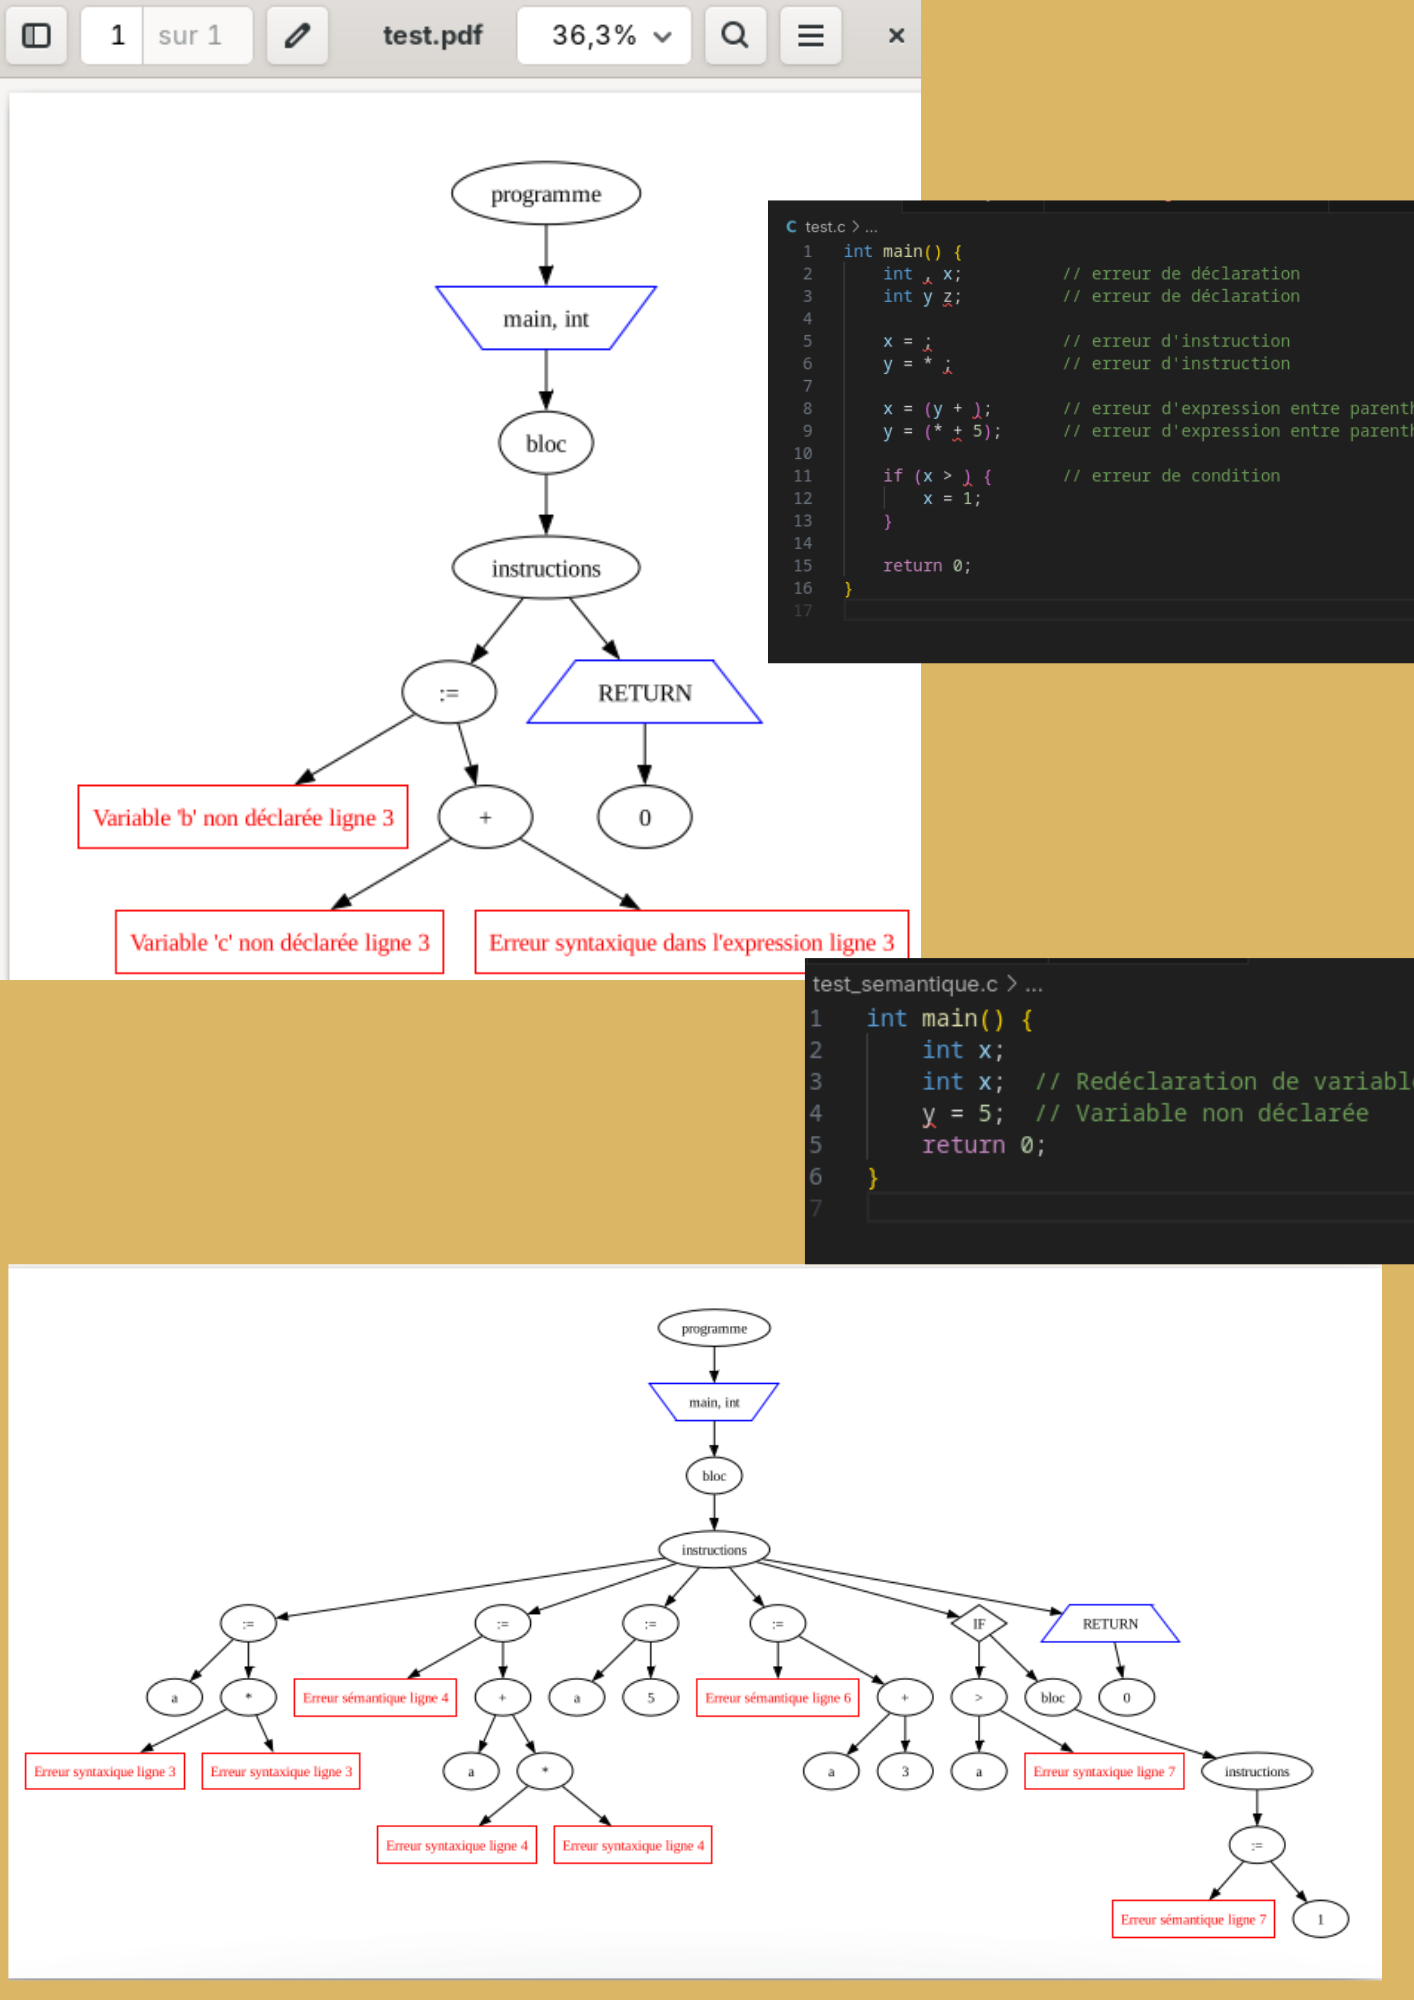 1 sur 1 test.pdf 36,3%
programme
main, int
bloc
instructions
:= RETURN
Variable 'b' non déclarée ligne 3 + 0
Variable 'c' non déclarée ligne 3 Erreur syntaxique dans l'expression ligne 3
C test.c > ...
1 int main() {
2 int , x; // erreur de déclaration
3 int y z; // erreur de déclaration
4
5 x = ; // erreur d'instruction
6 y = * ; // erreur d'instruction
7
8 x = (y + ); // erreur d'expression entre parenth
9 y = (* + 5); // erreur d'expression entre parenth
10
11 if (x > ) { // erreur de condition
12 x = 1;
13 }
14
15 return 0;
16 }
17
test_semantique.c > ...
1 int main() {
2 int x;
3 int x; // Redéclaration de variable
4 y = 5; // Variable non déclarée
5 return 0;
6 }
7
programme
main, int
bloc
instructions
:= := := := IF RETURN
a * Erreur sémantique ligne 4 + a 5 Erreur sémantique ligne 6 + > bloc 0
Erreur syntaxique ligne 3 Erreur syntaxique ligne 3 a * a 3 a Erreur syntaxique ligne 7 instructions
Erreur syntaxique ligne 4 Erreur syntaxique ligne 4 :=
Erreur sémantique ligne 7 1